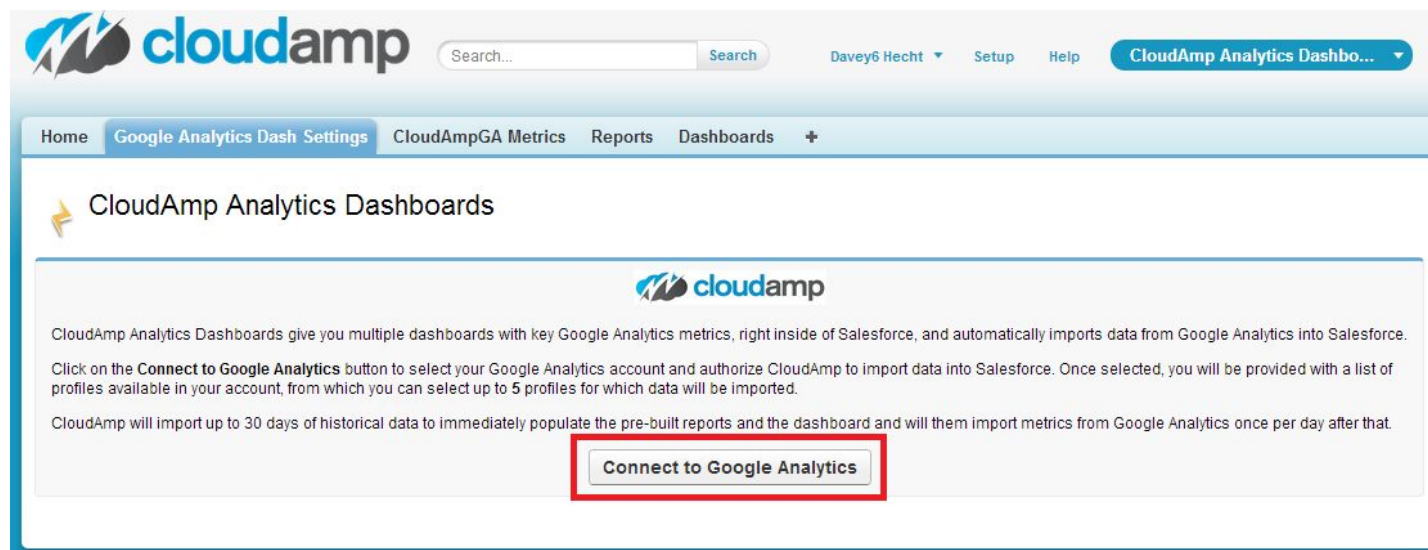 cloudamp Search... Search Davey6 Hecht Setup Help CloudAmp Analytics Dashbo...
Home Google Analytics Dash Settings CloudAmpGA Metrics Reports Dashboards +
CloudAmp Analytics Dashboards
cloudamp
CloudAmp Analytics Dashboards give you multiple dashboards with key Google Analytics metrics, right inside of Salesforce, and automatically imports data from Google Analytics into Salesforce.
Click on the Connect to Google Analytics button to select your Google Analytics account and authorize CloudAmp to import data into Salesforce. Once selected, you will be provided with a list of
profiles available in your account, from which you can select up to 5 profiles for which data will be imported.
CloudAmp will import up to 30 days of historical data to immediately populate the pre-built reports and the dashboard and will them import metrics from Google Analytics once per day after that.
Connect to Google Analytics